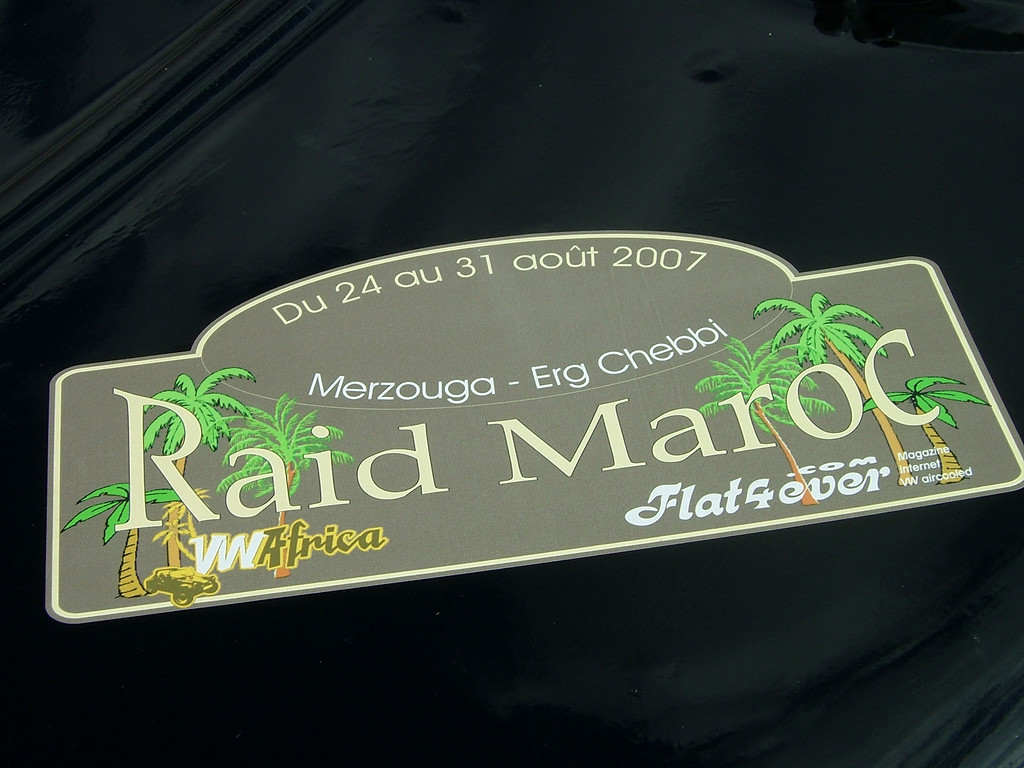 Du 24 au 31 août 2007
Merzouga - Erg Chebbi
Raid Maroc
VWAfrica
Flat4ever
.com
Magazine
internet
VW aircooled